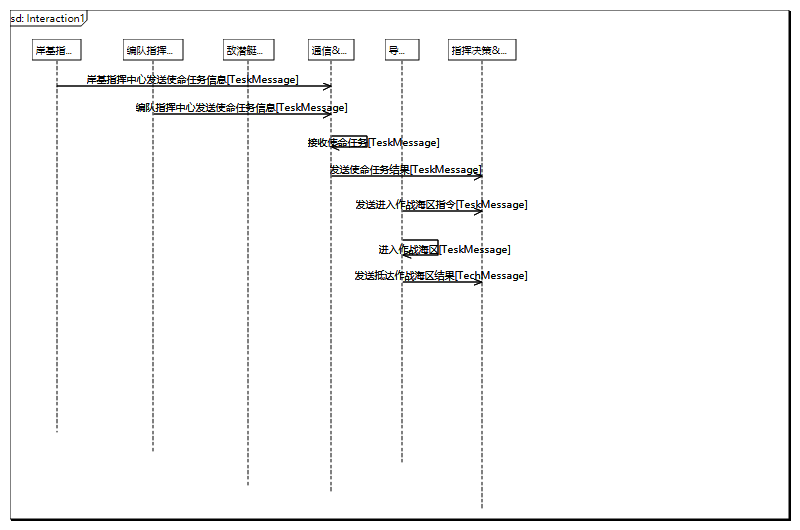 sd: Interaction1
岸基指...
编队指挥...
敌潜艇...
通信&...
导...
指挥决策&...
岸基指挥中心发送使命任务信息[TeskMessage]
编队指挥中心发送使命任务信息[TeskMessage]
接收使命任务[TeskMessage]
发送使命任务结果[TeskMessage]
发送进入作战海区指令[TeskMessage]
进入作战海区[TeskMessage]
发送抵达作战海区结果[TechMessage]